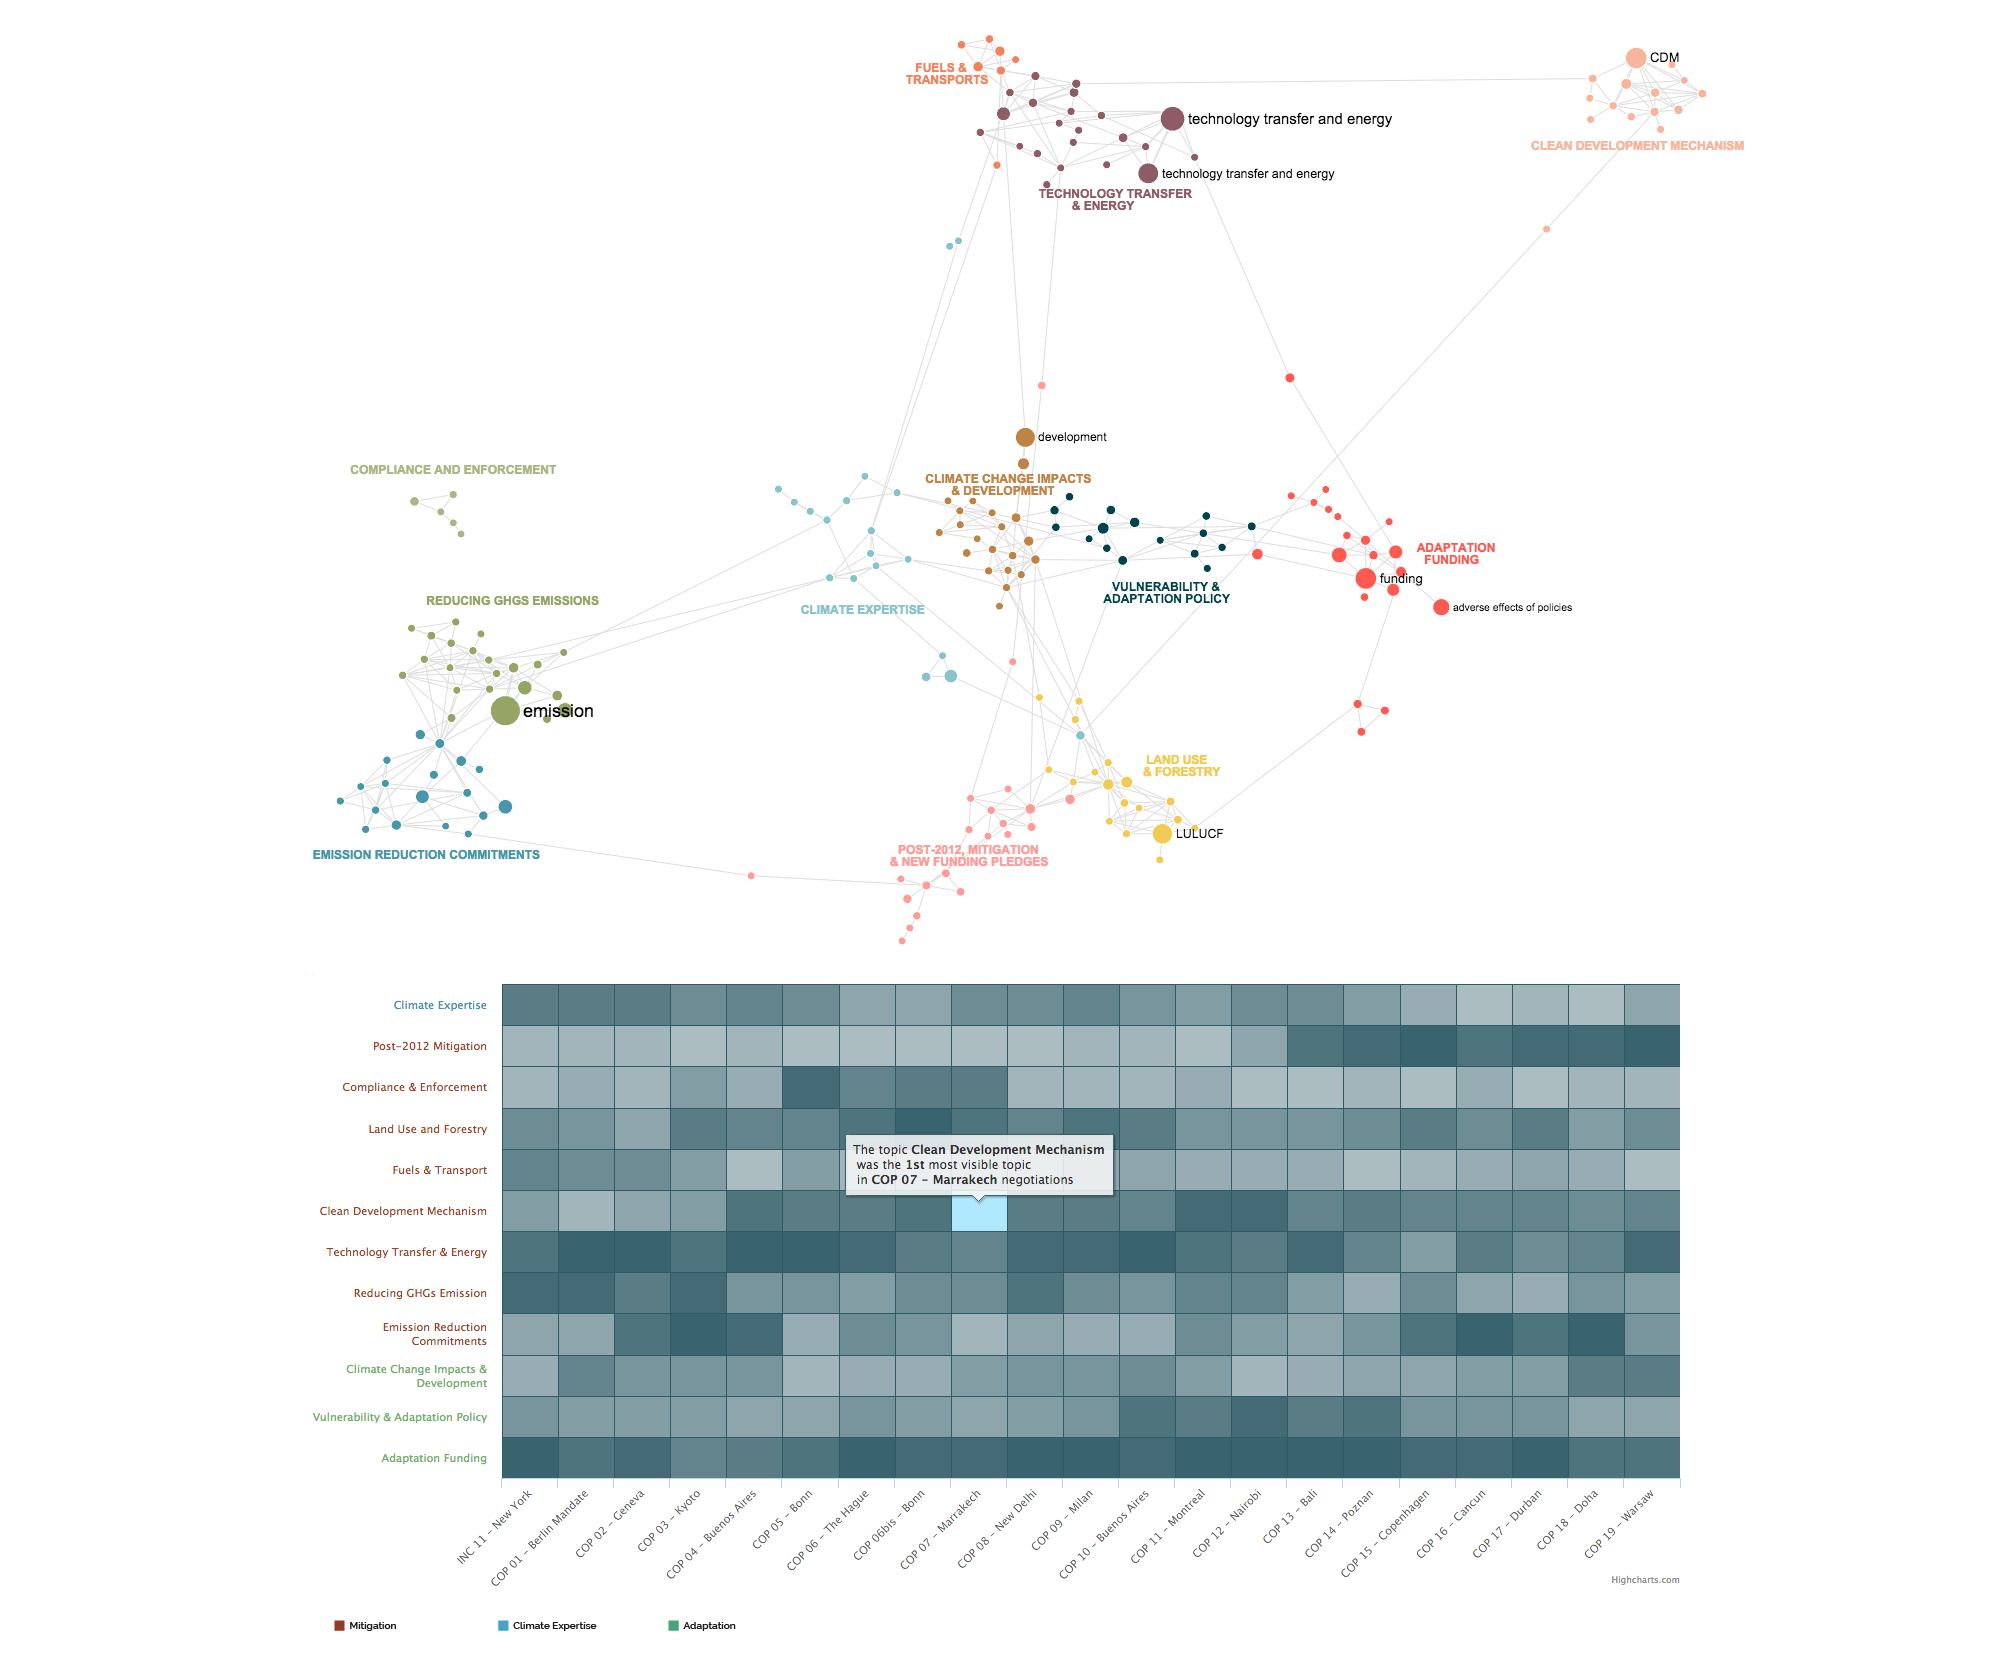 FUELS &
TRANSPORTS
CDM
technology transfer and energy
CLEAN DEVELOPMENT MECHANISM
technology transfer and energy
TECHNOLOGY TRANSFER
& ENERGY
development
COMPLIANCE AND ENFORCEMENT
CLIMATE CHANGE IMPACTS
& DEVELOPMENT
ADAPTATION
FUNDING
funding
VULNERABILITY &
ADAPTATION POLICY
REDUCING GHGS EMISSIONS
CLIMATE EXPERTISE
adverse effects of policies
emission
LAND USE
& FORESTRY
LULUCF
EMISSION REDUCTION COMMITMENTS
POST-2012, MITIGATION
& NEW FUNDING PLEDGES
Climate Expertise
Post-2012 Mitigation
Compliance & Enforcement
Land Use and Forestry
The topic Clean Development Mechanism
was the 1st most visible topic
in COP 07 - Marrakech negotiations
Fuels & Transport
Clean Development Mechanism
Technology Transfer & Energy
Reducing GHGs Emission
Emission Reduction
Commitments
Climate Change Impacts &
Development
Vulnerability & Adaptation Policy
Adaptation Funding
INC 11 - New York
COP 01 - Berlin Mandate
COP 02 - Geneva
COP 03 - Kyoto
COP 04 - Buenos Aires
COP 05 - Bonn
COP 06 - The Hague
COP 06bis - Bonn
COP 07 - Marrakech
COP 08 - New Delhi
COP 09 - Milan
COP 10 - Buenos Aires
COP 11 - Montreal
COP 12 - Nairobi
COP 13 - Bali
COP 14 - Poznan
COP 15 - Copenhagen
COP 16 - Cancun
COP 17 - Durban
COP 18 - Doha
COP 19 - Warsaw
Highcharts.com
Mitigation
Climate Expertise
Adaptation